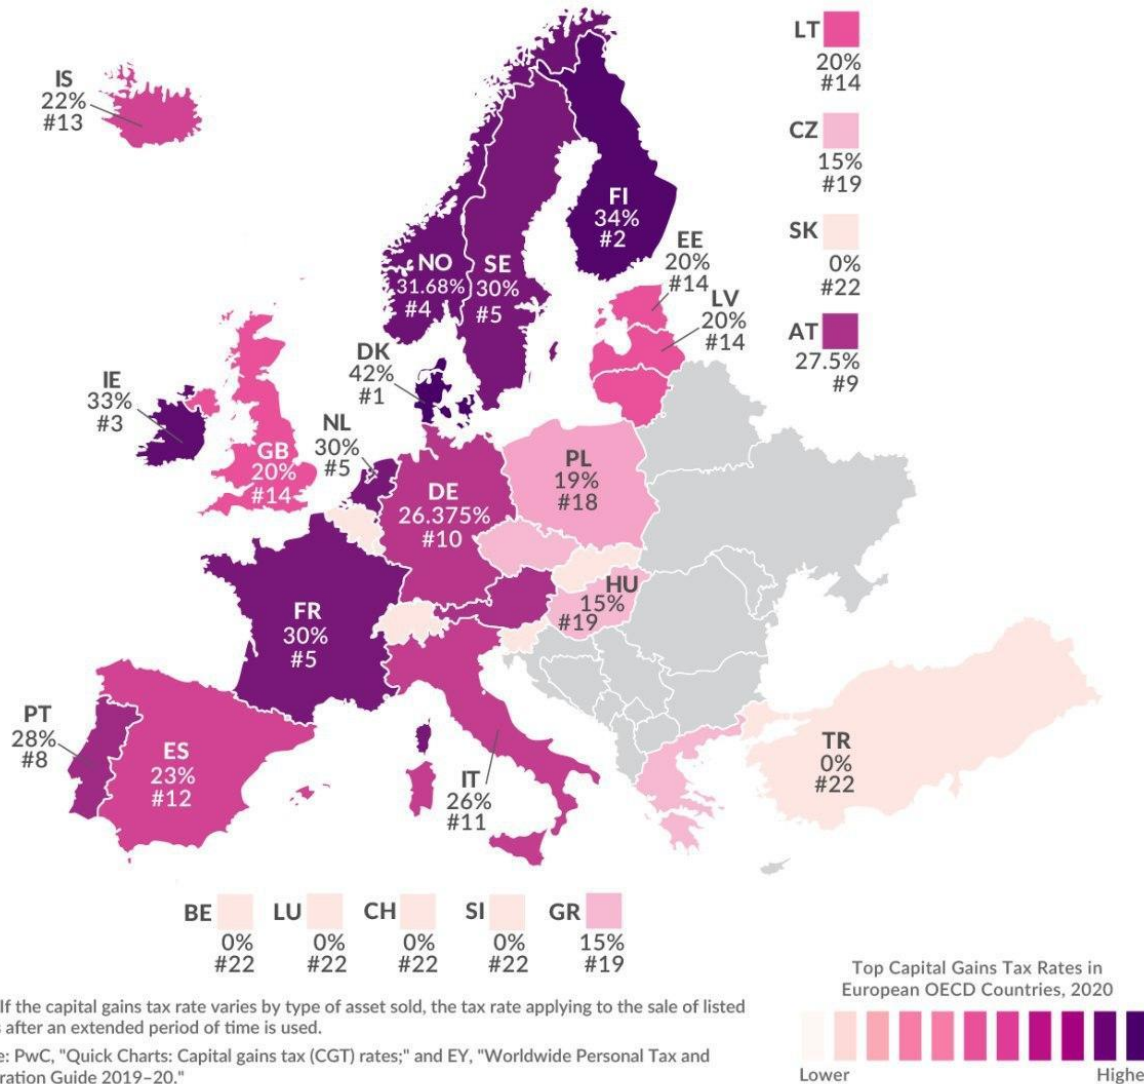 IS
22%
#13
LT
20%
#14
CZ
15%
#19
SK
0%
#22
AT
27.5%
#9
FI
34%
#2
NO
31.68%
#4
SE
30%
#5
EE
20%
#14
LV
20%
#14
DK
42%
#1
IE
33%
#3
GB
20%
#14
NL
30%
#5
DE
26.375%
#10
PL
19%
#18
HU
15%
#19
FR
30%
#5
PT
28%
#8
ES
23%
#12
IT
26%
#11
TR
0%
#22
BE
0%
#22
LU
0%
#22
CH
0%
#22
SI
0%
#22
GR
15%
#19
If the capital gains tax rate varies by type of asset sold, the tax rate applying to the sale of listed
after an extended period of time is used.
PwC, "Quick Charts: Capital gains tax (CGT) rates;" and EY, "Worldwide Personal Tax and
Guide 2019–20."
Top Capital Gains Tax Rates in
European OECD Countries, 2020
Lower